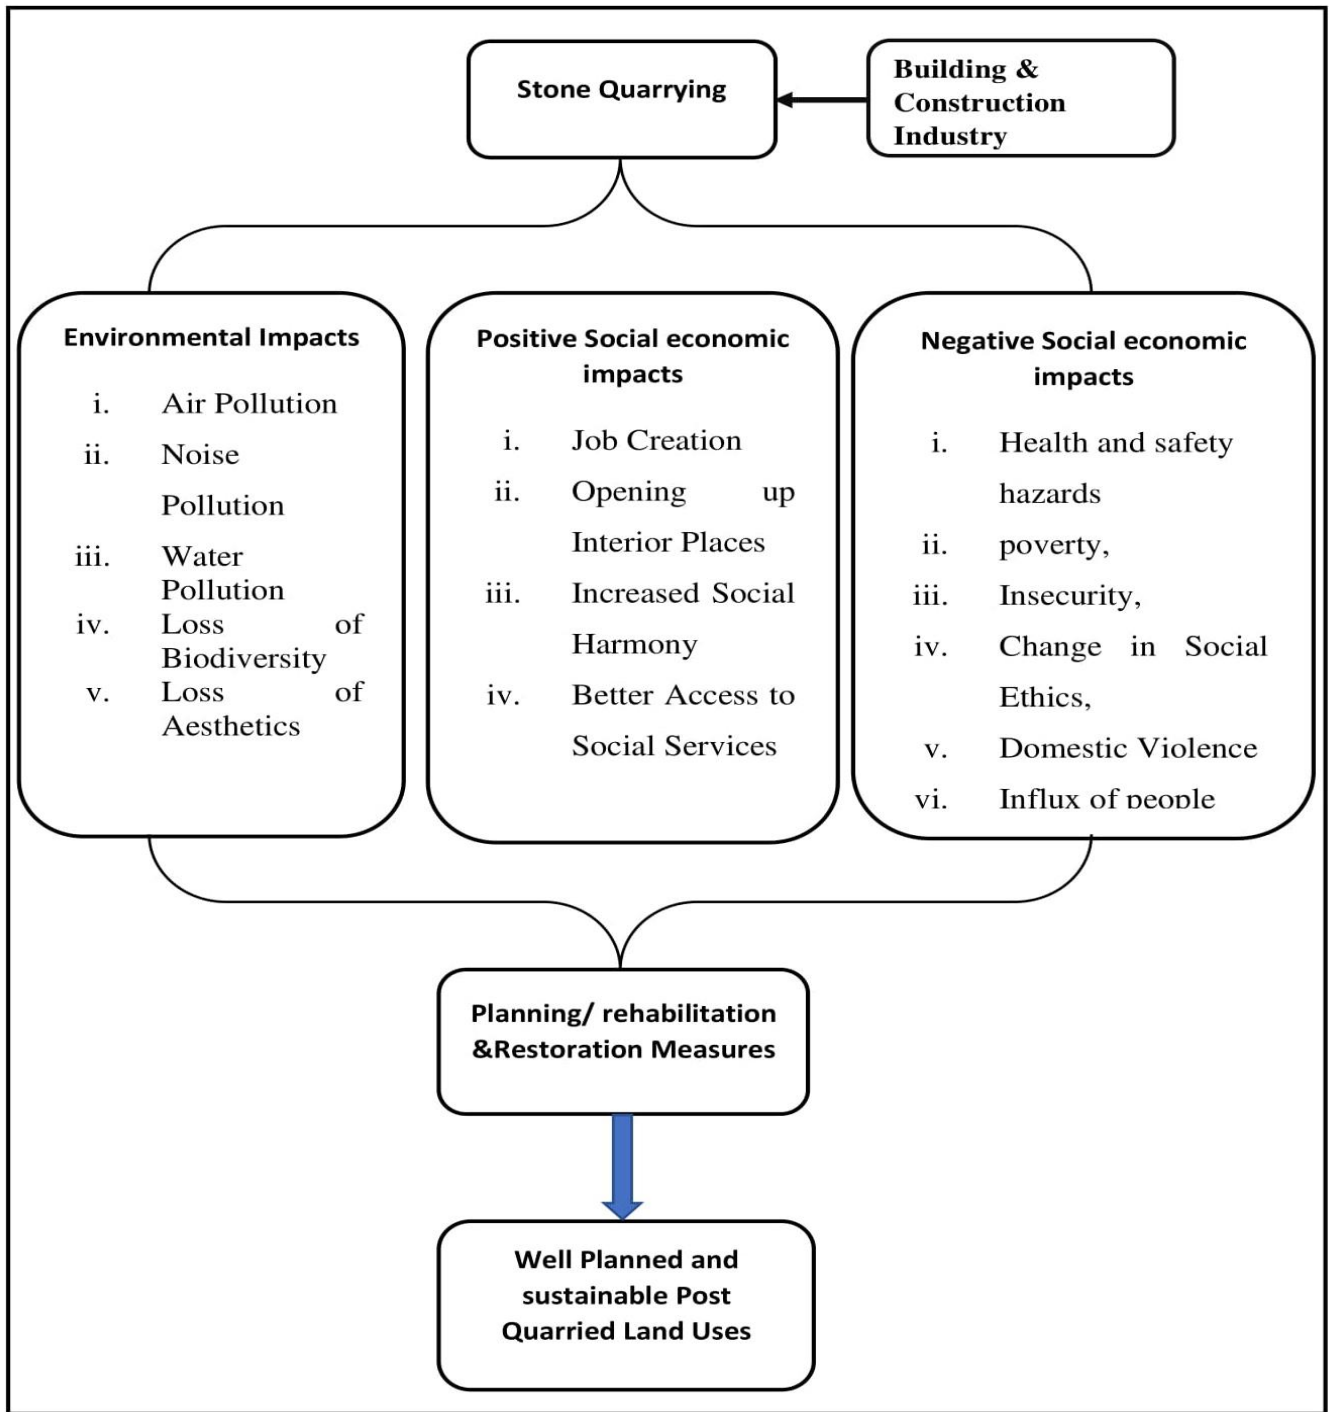 Stone Quarrying
Building &
Construction
Industry
Environmental Impacts
i. Air Pollution
ii. Noise
Pollution
iii. Water
Pollution
iv. Loss of
Biodiversity
v. Loss of
Aesthetics
Positive Social economic
impacts
i. Job Creation
ii. Opening up
Interior Places
iii. Increased Social
Harmony
iv. Better Access to
Social Services
Negative Social economic
impacts
i. Health and safety
hazards
ii. poverty,
iii. Insecurity,
iv. Change in Social
Ethics,
v. Domestic Violence
vi. Influx of people
Planning/ rehabilitation
&Restoration Measures
Well Planned and
sustainable Post
Quarried Land Uses